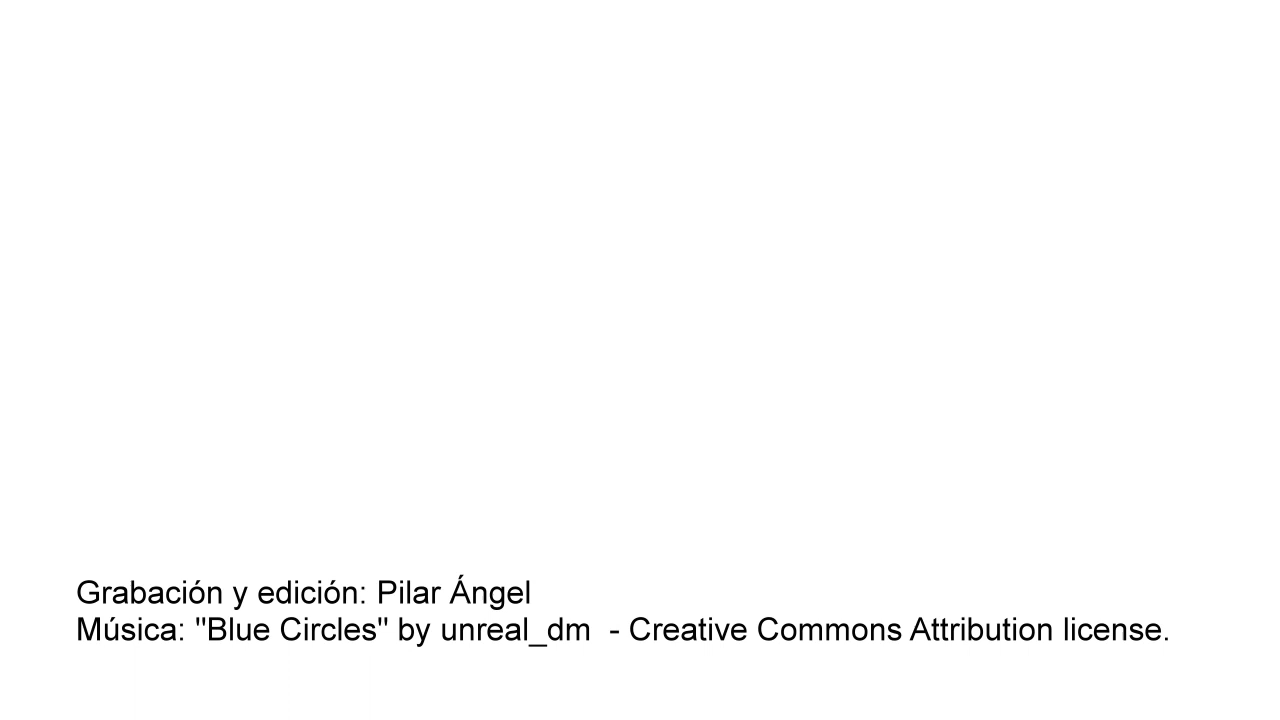 Grabación y edición: Pilar Ángel
Música: "Blue Circles" by unreal_dm  - Creative Commons Attribution license.